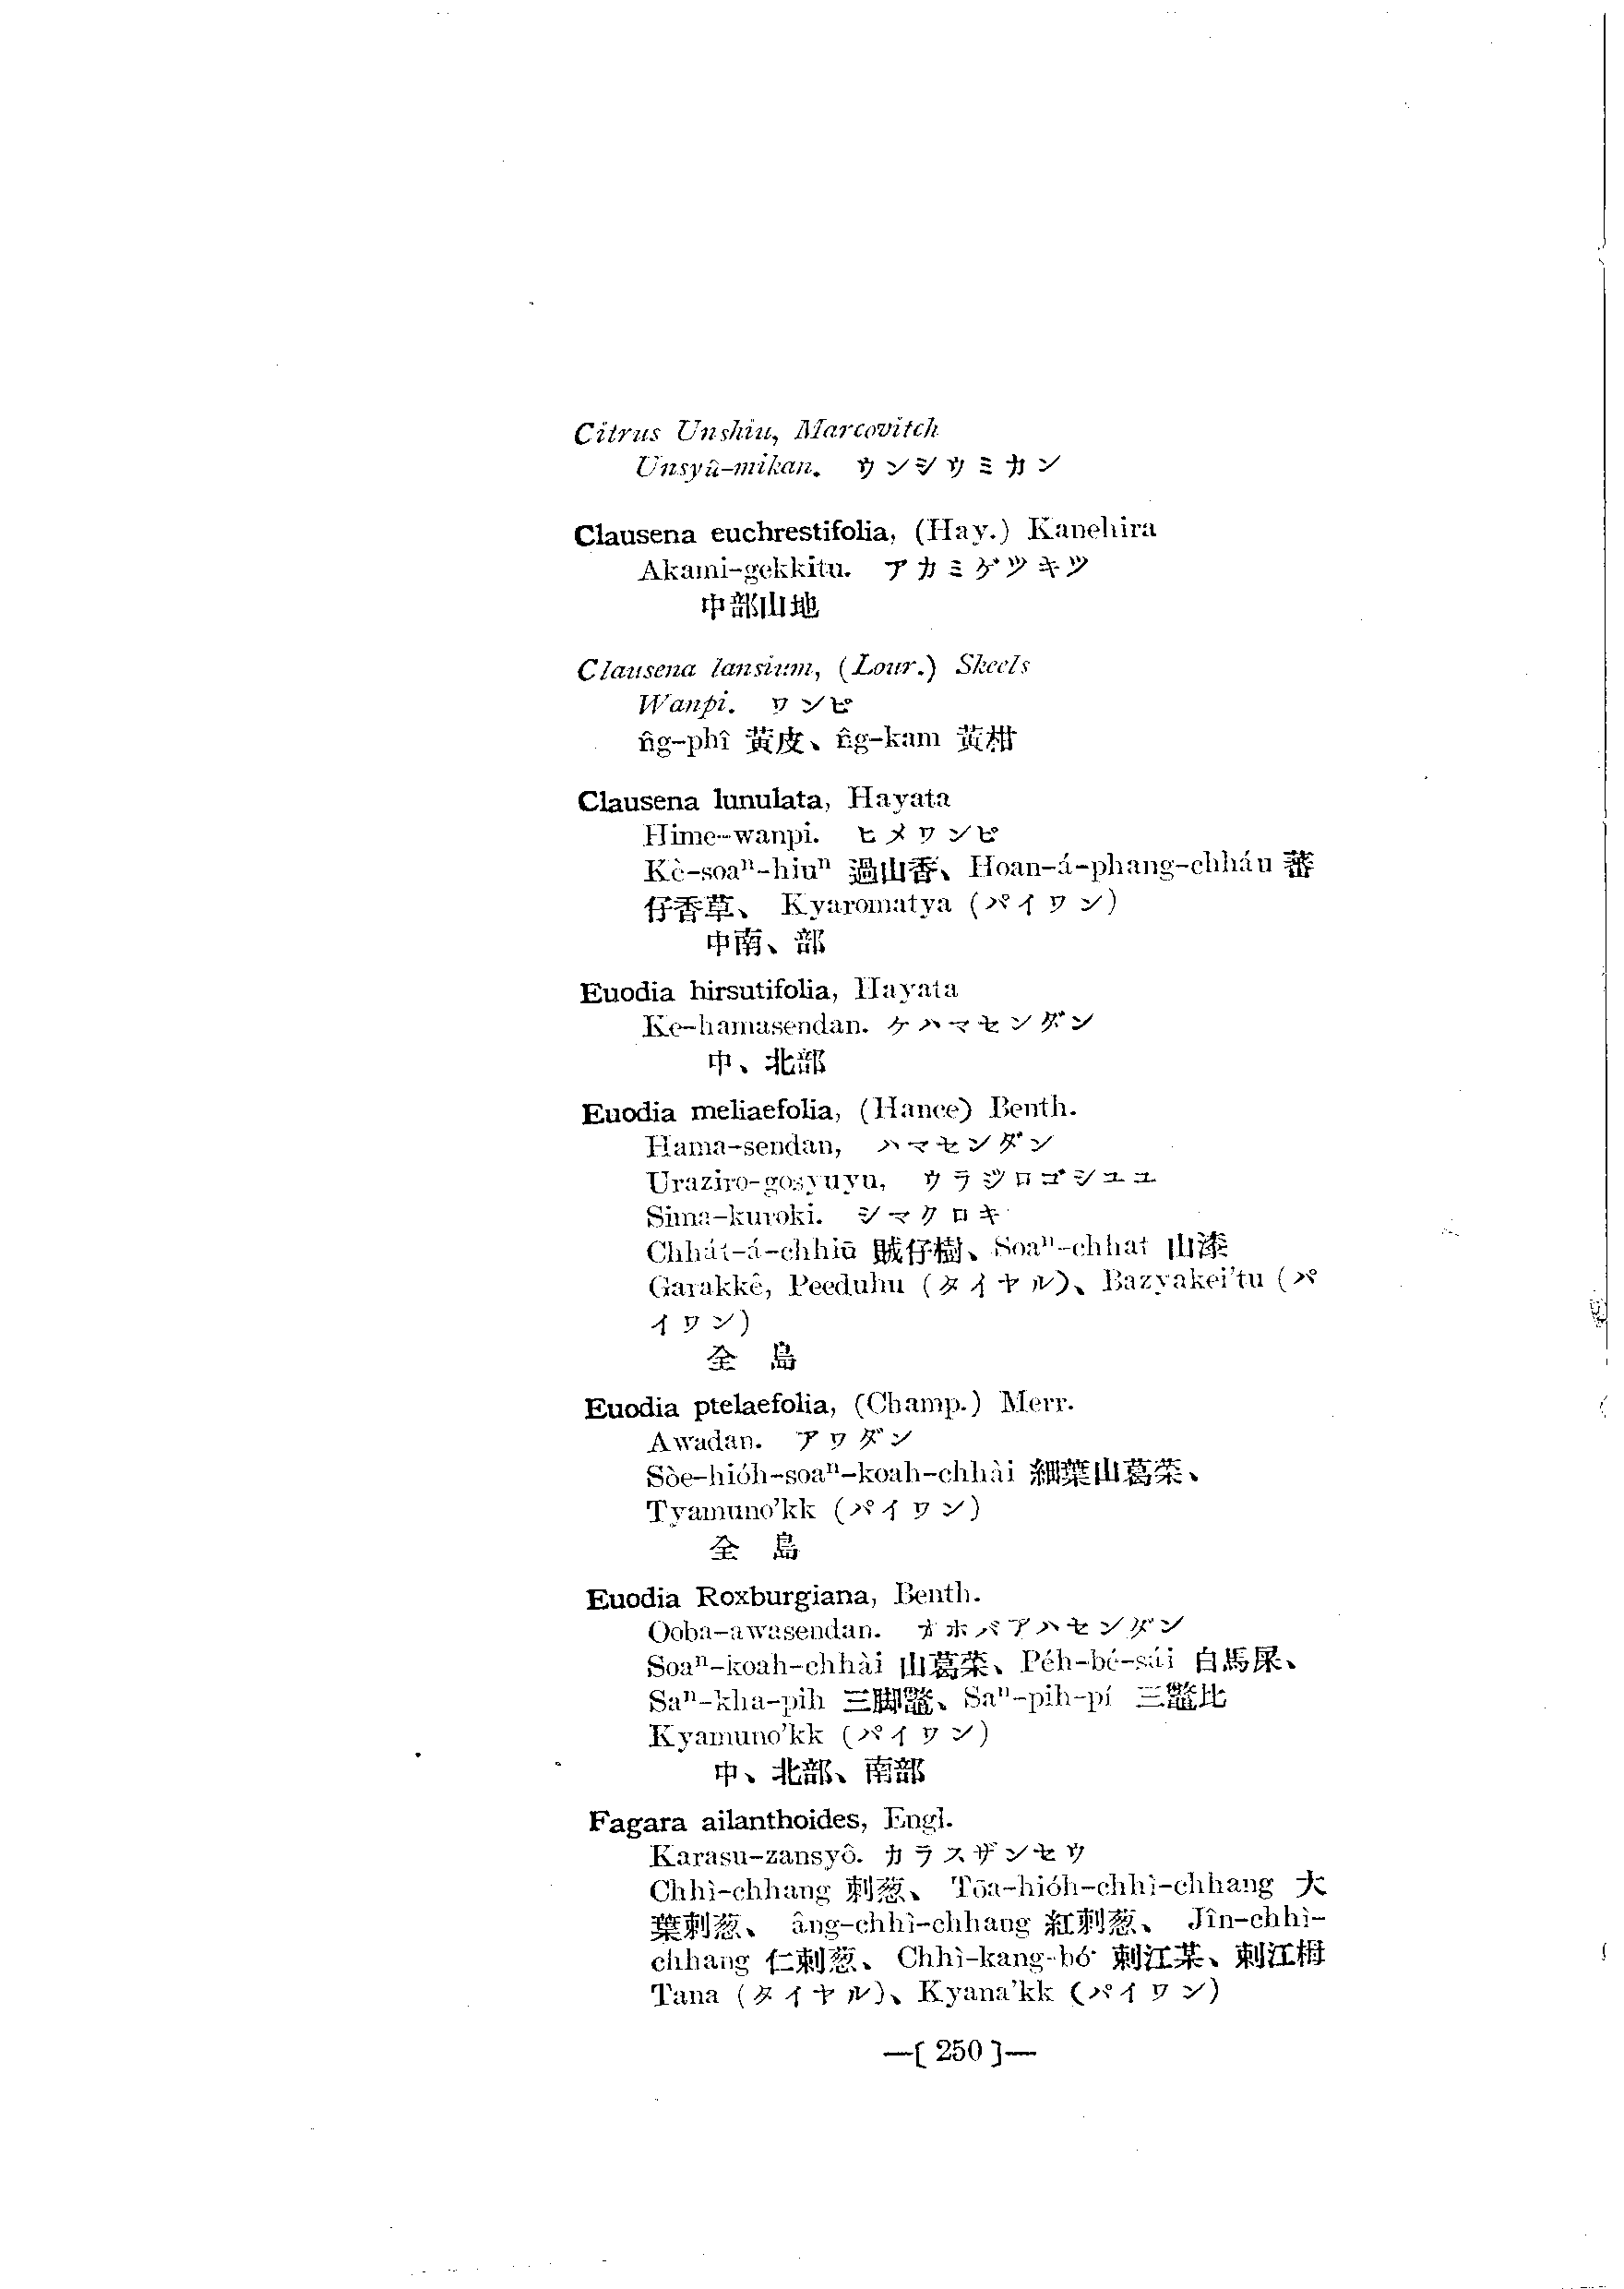 Citrus Unshiu, Marcovitch
Unsyû-mikan. ウンシウミカン
Clausena euchrestifolia, (Hay.) Kanehira
Akami-gekkitu. アカミゲツキツ
中部山地
Clausena lansium, (Lour.) Skeels
Wanpi. ワンピ
n̂g-phî 黃皮、n̂g-kam 黃柑
Clausena lunulata, Hayata
Hime-wanpi. ヒメワンピ
Kè-soaⁿ-hiuⁿ 過山香、Hoan-á-phang-chháu 蕃
仔香草、 Kyaromatya (パイワン)
中南、部
Euodia hirsutifolia, Hayata
Ke-hamasendan. ケハマセンダン
中、北部
Euodia meliaefolia, (Hance) Benth.
Hama-sendan, ハマセンダン
Uraziro-gosyuyu, ウラジロゴシユユ
Sima-kuroki. シマクロキ
Chhát-á-chhiū 賊仔樹、Soaⁿ-chhat 山漆
Garakkê, Peeduhu (タイヤル)、Bazyakei'tu (パ
イワン)
全 島
Euodia ptelaefolia, (Champ.) Merr.
Awadan. アワダン
Sòe-hióh-soaⁿ-koah-chhài 細葉山葛菜、
Tyamuno'kk (パイワン)
全 島
Euodia Roxburgiana, Benth.
Ooba-awasendan. オホバアハセンダン
Soaⁿ-koah-chhài 山葛菜、Péh-bé-sái 白馬屎、
Saⁿ-kha-pih 三脚鼈、Saⁿ-pih-pí 三鼈比
Kyamuno'kk (パイワン)
中、北部、南部
Fagara ailanthoides, Engl.
Karasu-zansyô. カラスザンセウ
Chhì-chhang 刺葱、 Tōa-hióh-chhì-chhang 大
葉刺葱、 âng-chhì-chhang 紅刺葱、 Jîn-chhì-
chhang 仁刺葱、Chhì-kang-bó͘ 刺江某、刺江栂
Tana (タイヤル)、Kyana'kk (パイワン)
—[ 250 ]—